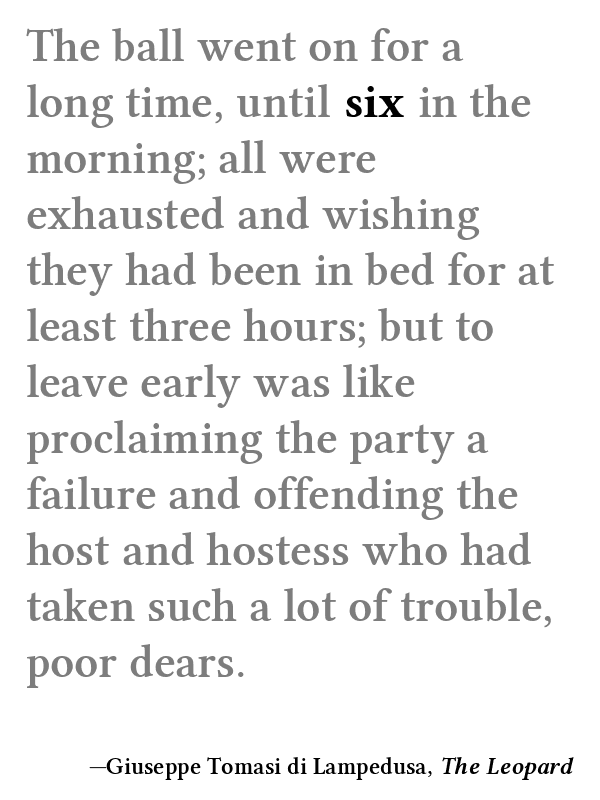 The ball went on for a
long time, until six in the
morning; all were
exhausted and wishing
they had been in bed for at
least three hours; but to
leave early was like
proclaiming the party a
failure and offending the
host and hostess who had
taken such a lot of trouble,
poor dears.
—Giuseppe Tomasi di Lampedusa, The Leopard